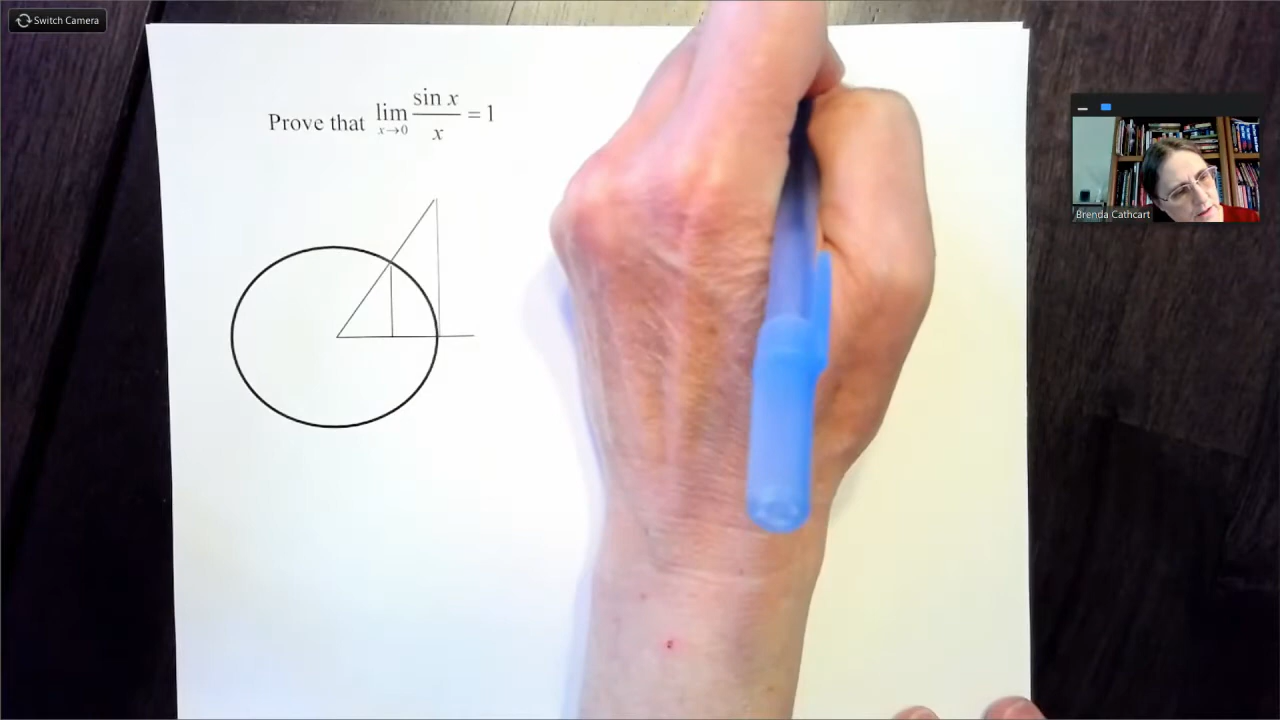 Switch Camera
Prove that lim x→0 sin x / x = 1
Brenda Cathcart